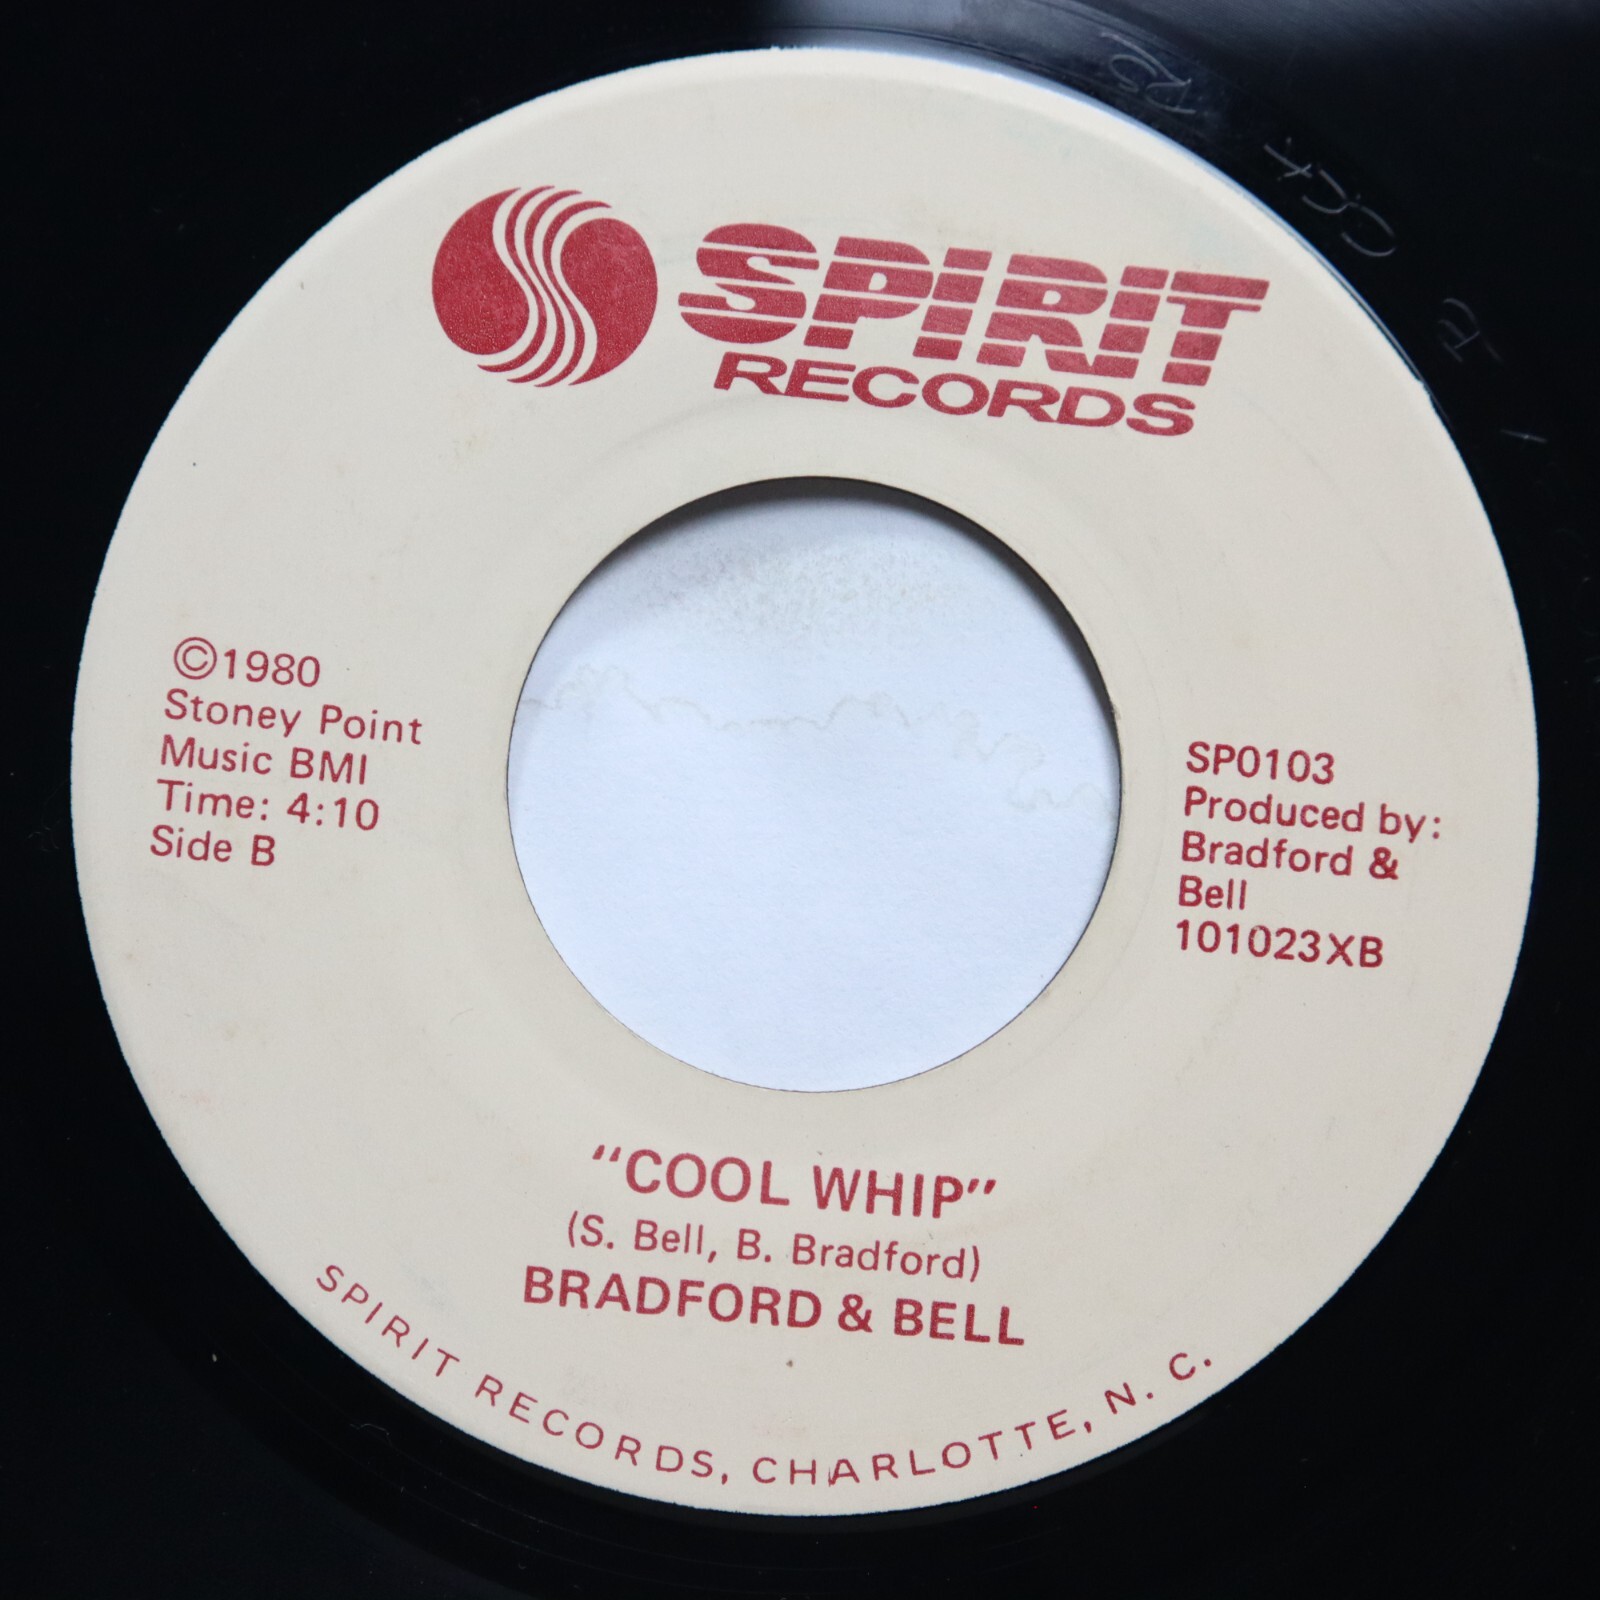 SPIRIT
RECORDS
©1980
Stoney Point
Music BMI
Time: 4:10
Side B
SP0103
Produced by:
Bradford &
Bell
101023XB
"COOL WHIP"
(S. Bell, B. Bradford)
BRADFORD & BELL
SPIRIT RECORDS, CHARLOTTE, N. C.